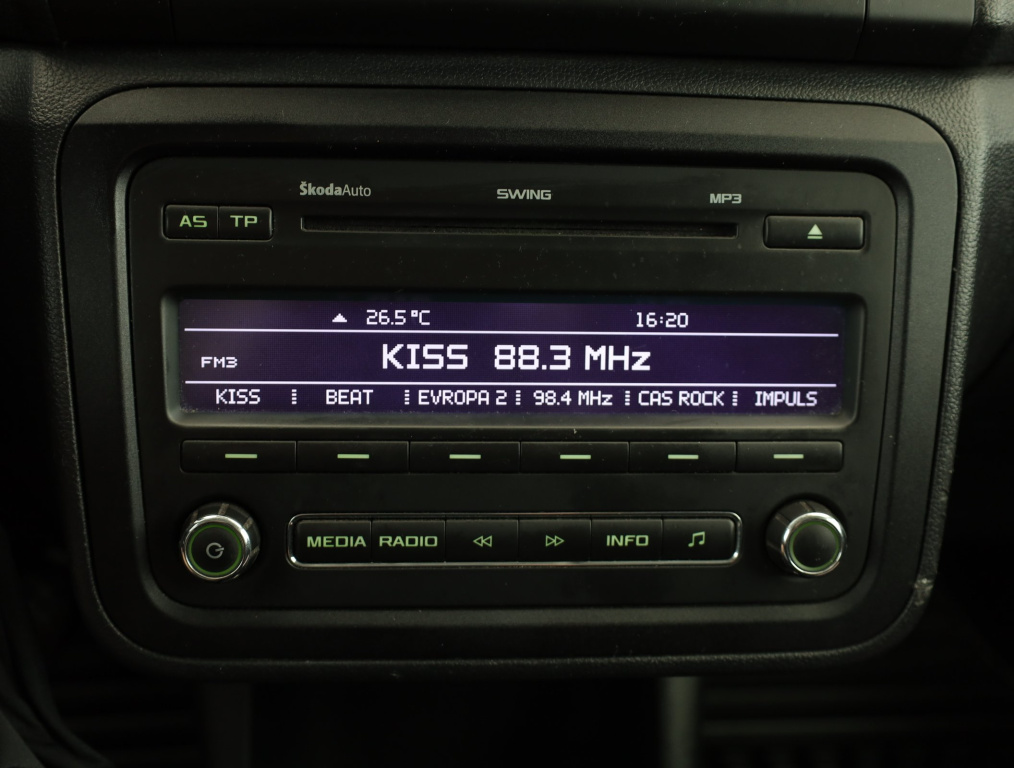 ŠkodaAuto SWING MP3
AS TP
26.5°C 16:20
FM3 KISS 88.3 MHz
KISS BEAT EVROPA 2 98.4 MHz CAS ROCK IMPULS
MEDIA RADIO INFO